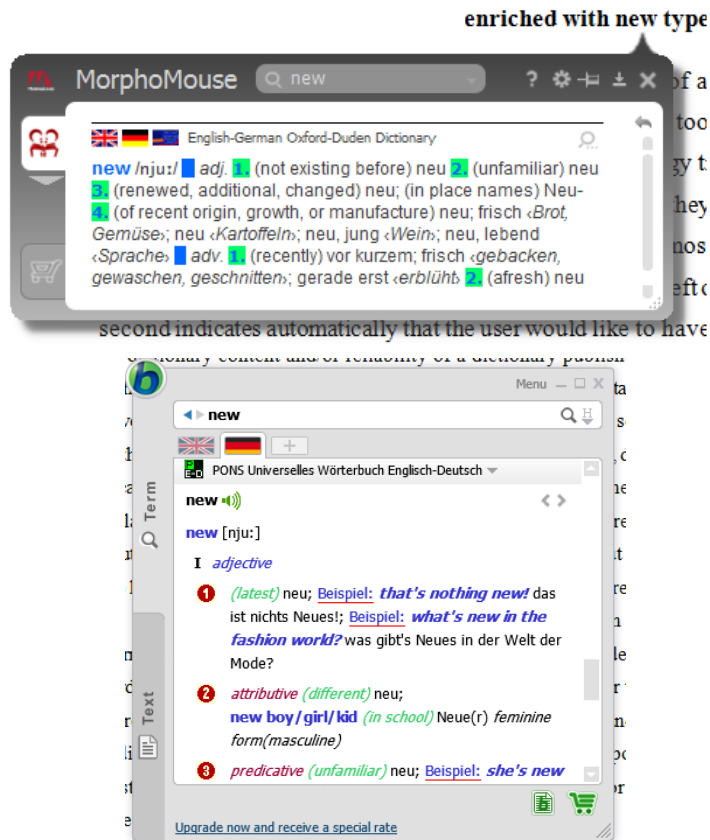 enriched with new type
MorphoMouse new ?
of a
too
English-German Oxford-Duden Dictionary
new /nju:/ adj. 1. (not existing before) neu 2. (unfamiliar) neu
3. (renewed, additional, changed) neu; (in place names) Neu-
4. (of recent origin, growth, or manufacture) neu; frisch ‹Brot,
Gemüse›; neu ‹Kartoffeln›; neu, jung ‹Wein›; neu, lebend
‹Sprache› adv. 1. (recently) vor kurzem; frisch ‹gebacken,
gewaschen, geschnitten›; gerade erst ‹erblüht› 2. (afresh) neu
second indicates automatically that the user would like to have
Menu
new
PONS Universelles Wörterbuch Englisch-Deutsch
new
new [nju:]
I adjective
1 (latest) neu; Beispiel: that's nothing new! das
ist nichts Neues!; Beispiel: what's new in the
fashion world? was gibt's Neues in der Welt der
Mode?
2 attributive (different) neu;
new boy/girl/kid (in school) Neue(r) feminine
form(masculine)
3 predicative (unfamiliar) neu; Beispiel: she's new
Term
Text
Upgrade now and receive a special rate